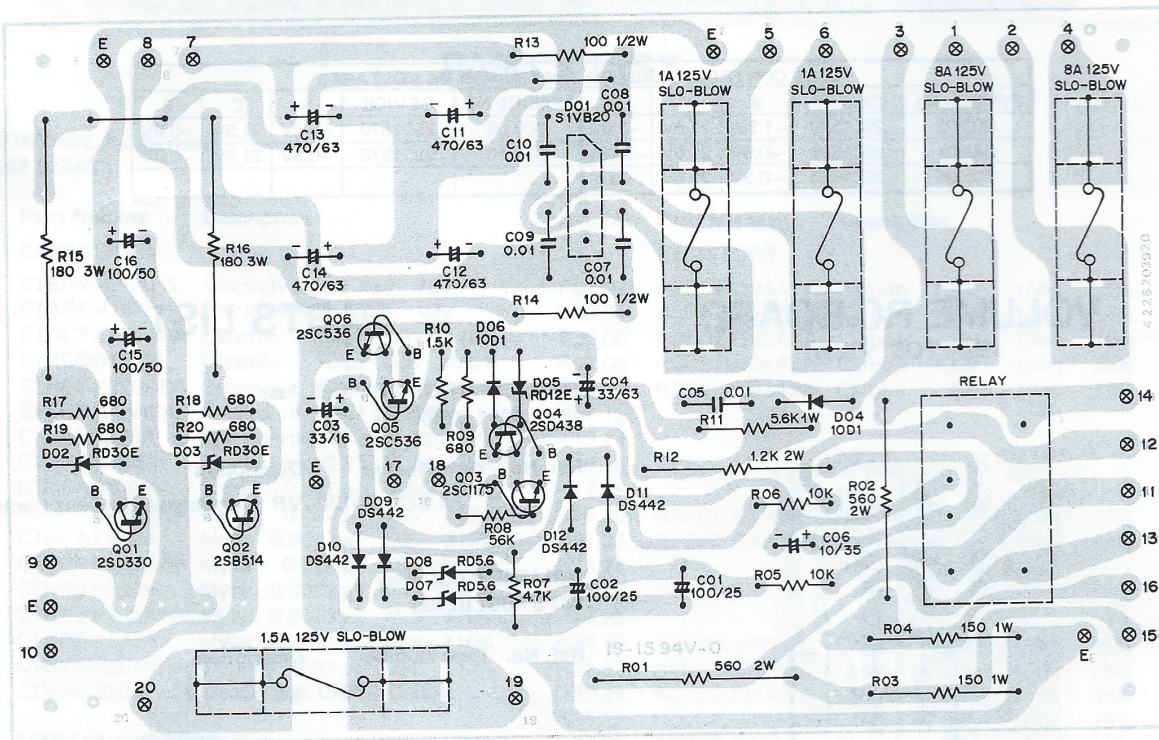 E 8 7
R13 100 1/2W
E 5 6 3 1 2 4
1A 125V SLO-BLOW
1A 125V SLO-BLOW
8A 125V SLO-BLOW
8A 125V SLO-BLOW
C08 0.01
D01 S1VB20
+ - C13 470/63
- + C11 470/63
C10 0.01
R15 180 3W
+ - C16 100/50
R16 180 3W
- + C14 470/63
+ - C12 470/63
C09 0.01
C07 0.01
R14 100 1/2W
4226203920
Q06 2SC536
E B
R10 1.5K
D06 10D1
+ - C15 100/50
B E
Q05 2SC536
D05 RD12E
- + C04 33/63
C05 0.01
D04 10D1
RELAY
14
R17 680
R18 680
+ - C03 33/16
R09 680
Q04 2SD438
E B
R11 5.6K 1W
R19 680
R20 680
12
D02 RD30E
D03 RD30E
E 17 18
Q03 2SC1175
B E
R12 1.2K 2W
R02 560 2W
11
B E
Q01 2SD330
B E
Q02 2SB514
D09 DS442
D10 DS442
R08 56K
D12 DS442
D11 DS442
R06 10K
- + C06 10/35
13
9
D08 RD5.6
D07 RD5.6
R07 4.7K
C02 100/25
C01 100/25
R05 10K
16
E
10
1.5A 125V SLO-BLOW
IS-15 94V-0
R04 150 1W
E
15
R01 560 2W
R03 150 1W
20
19
20
19